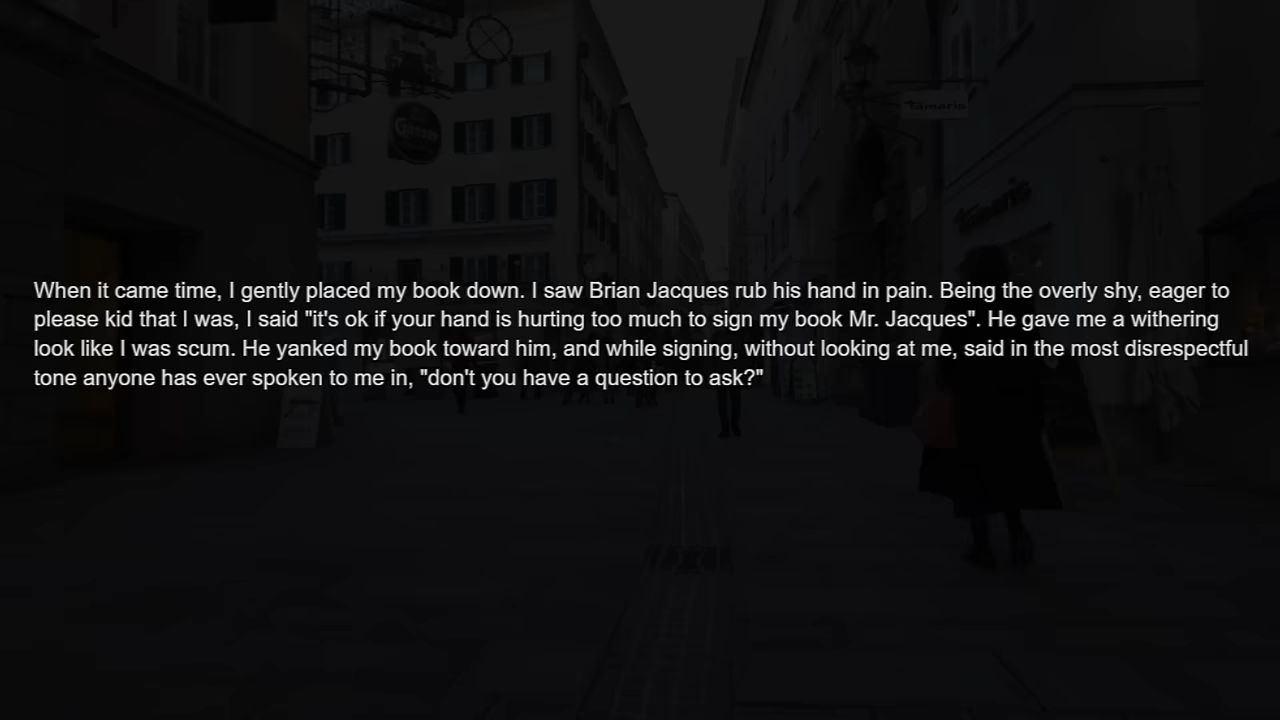 Gösser
Tamaris
When it came time, I gently placed my book down. I saw Brian Jacques rub his hand in pain. Being the overly shy, eager to
please kid that I was, I said "it's ok if your hand is hurting too much to sign my book Mr. Jacques". He gave me a withering
look like I was scum. He yanked my book toward him, and while signing, without looking at me, said in the most disrespectful
tone anyone has ever spoken to me in, "don't you have a question to ask?"